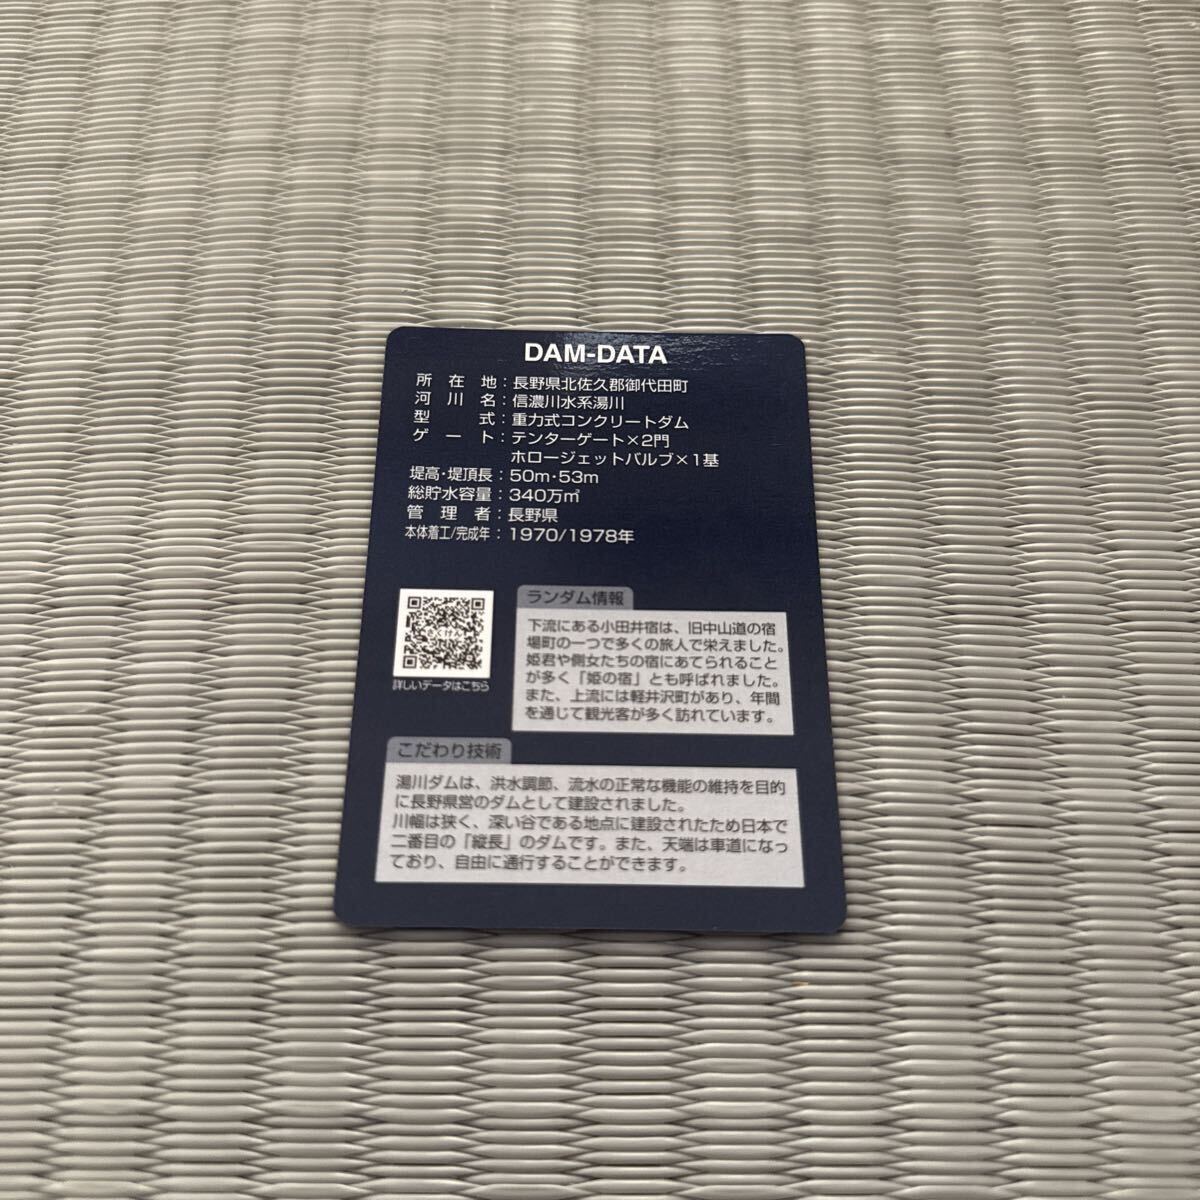 DAM-DATA
所在地:長野県北佐久郡御代田町
河川名:信濃川水系湯川
型式:重力式コンクリートダム
ゲート:テンターゲート×2門
ホロージェットバルブ×1基
堤高・堤頂長:50m・53m
総貯水容量:340万㎥
管理者:長野県
本体着工/完成年:1970/1978年
さくけん
詳しいデータはこちら
ランダム情報
下流にある小田井宿は、旧中山道の宿
場町の一つで多くの旅人で栄えました。
姫君や側女たちの宿にあてられること
が多く「姫の宿」とも呼ばれました。
また、上流には軽井沢町があり、年間
を通じて観光客が多く訪れています。
こだわり技術
湯川ダムは、洪水調節、流水の正常な機能の維持を目的
に長野県営のダムとして建設されました。
川幅は狭く、深い谷である地点に建設されたため日本で
二番目の「縦長」のダムです。また、天端は車道になっ
ており、自由に通行することができます。